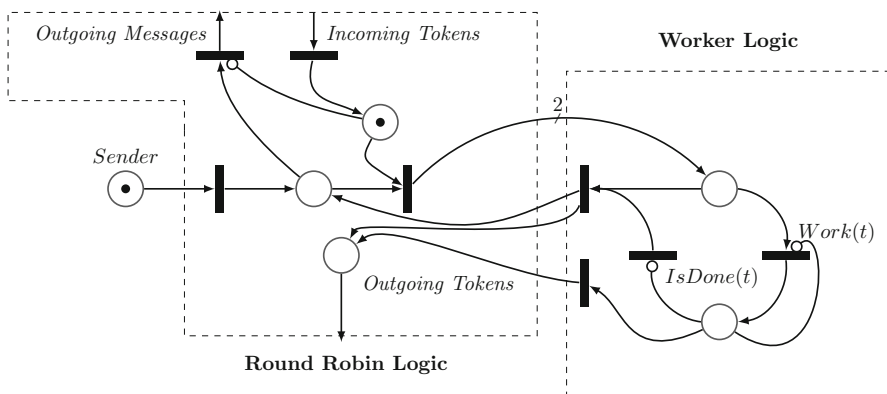 Outgoing Messages
Incoming Tokens
Worker Logic
2
Sender
Work(t)
IsDone(t)
Outgoing Tokens
Round Robin Logic